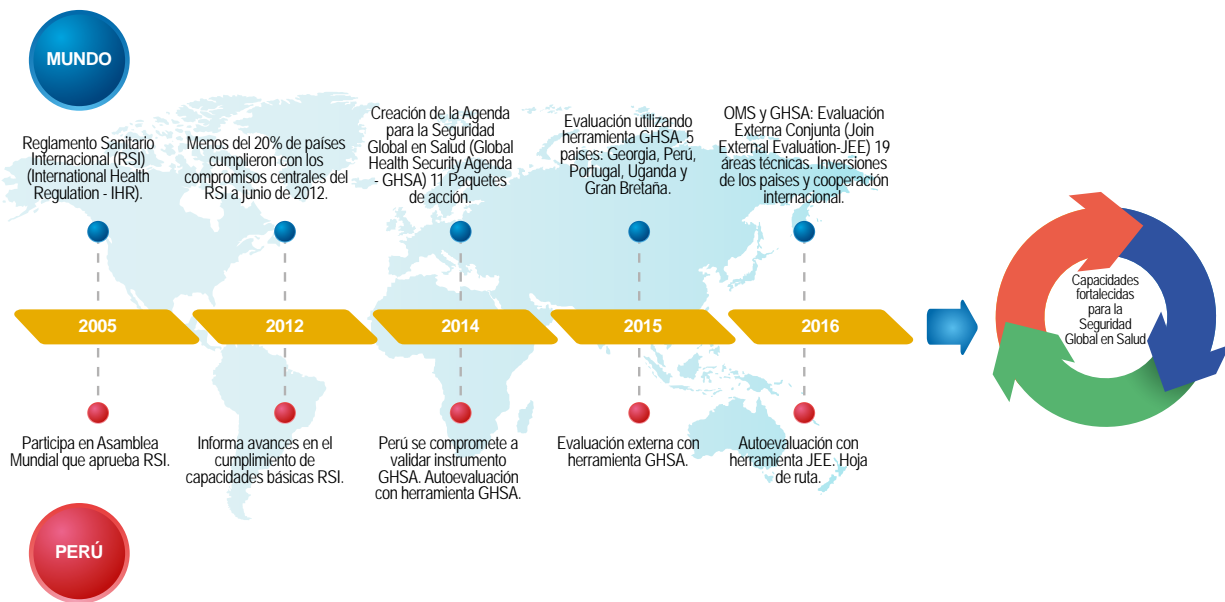 MUNDO
Reglamento Sanitario
Internacional (RSI)
(International Health
Regulation - IHR).
Menos del 20% de países
cumplieron con los
compromisos centrales del
RSI a junio de 2012.
Creación de la Agenda
para la Seguridad
Global en Salud (Global
Health Security Agenda
- GHSA) 11 Paquetes
de acción.
Evaluación utilizando
herramienta GHSA. 5
paises: Georgia, Perú,
Portugal, Uganda y
Gran Bretaña.
OMS y GHSA: Evaluación
Externa Conjunta (Join
External Evaluation-JEE) 19
áreas técnicas. Inversiones
de los paises y cooperación
internacional.
2005
2012
2014
2015
2016
Capacidades
fortalecidas
para la
Seguridad
Global en Salud
Participa en Asamblea
Mundial que aprueba RSI.
Informa avances en el
cumplimiento de
capacidades básicas RSI.
Perú se compromete a
validar instrumento
GHSA. Autoevaluación
con herramienta GHSA.
Evaluación externa con
herramienta GHSA.
Autoevaluación con
herramienta JEE. Hoja
de ruta.
PERÚ